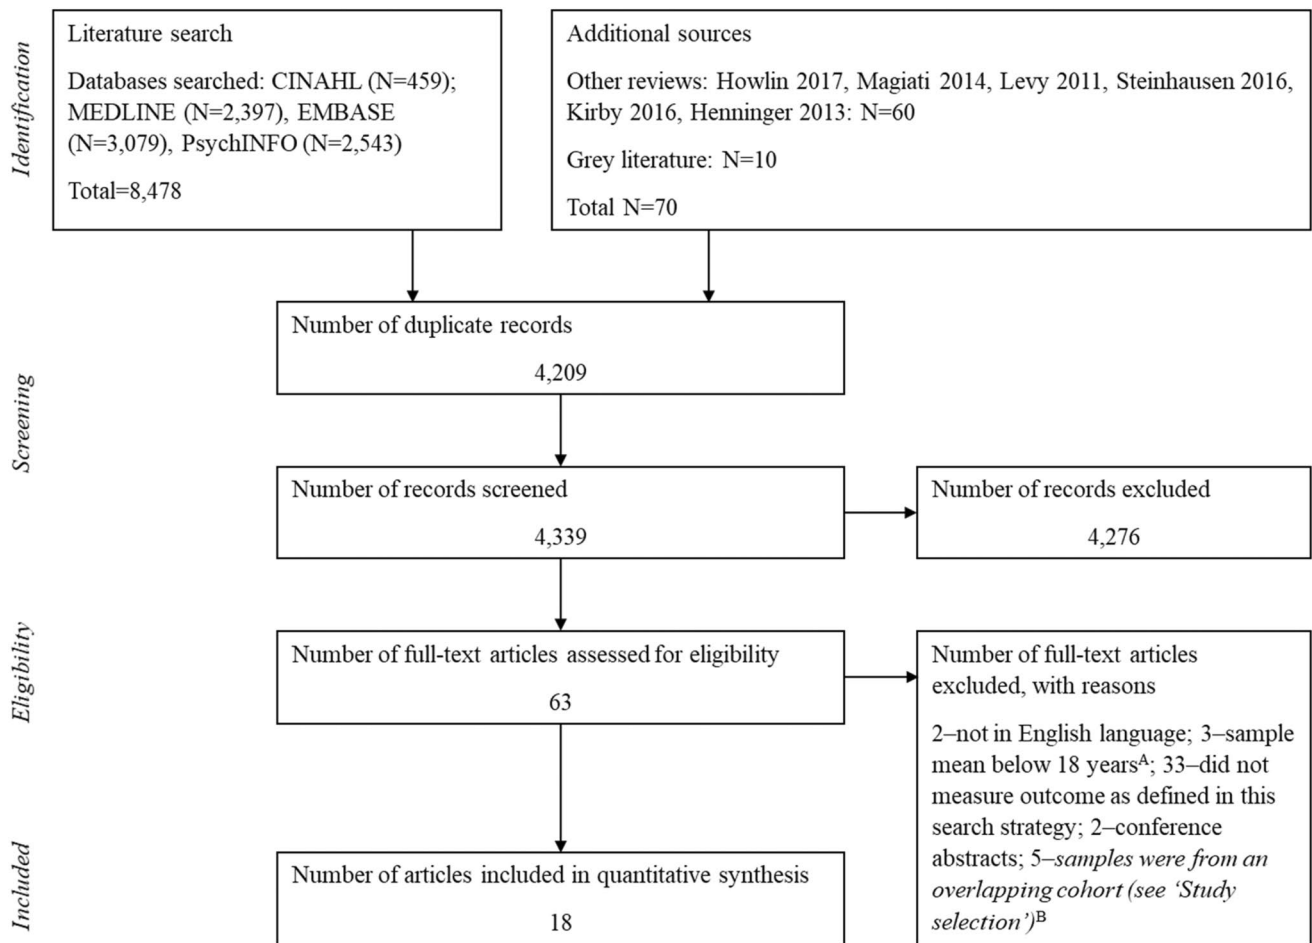 Identification
Literature search
Databases searched: CINAHL (N=459);
MEDLINE (N=2,397), EMBASE
(N=3,079), PsychINFO (N=2,543)
Total=8,478
Additional sources
Other reviews: Howlin 2017, Magiati 2014, Levy 2011, Steinhausen 2016,
Kirby 2016, Henninger 2013: N=60
Grey literature: N=10
Total N=70
Screening
Number of duplicate records
4,209
Number of records screened
4,339
Number of records excluded
4,276
Eligibility
Number of full-text articles assessed for eligibility
63
Number of full-text articles
excluded, with reasons
2–not in English language; 3–sample
mean below 18 yearsᴬ; 33–did not
measure outcome as defined in this
search strategy; 2–conference
abstracts; 5–samples were from an
overlapping cohort (see ‘Study
selection’)ᴮ
Included
Number of articles included in quantitative synthesis
18